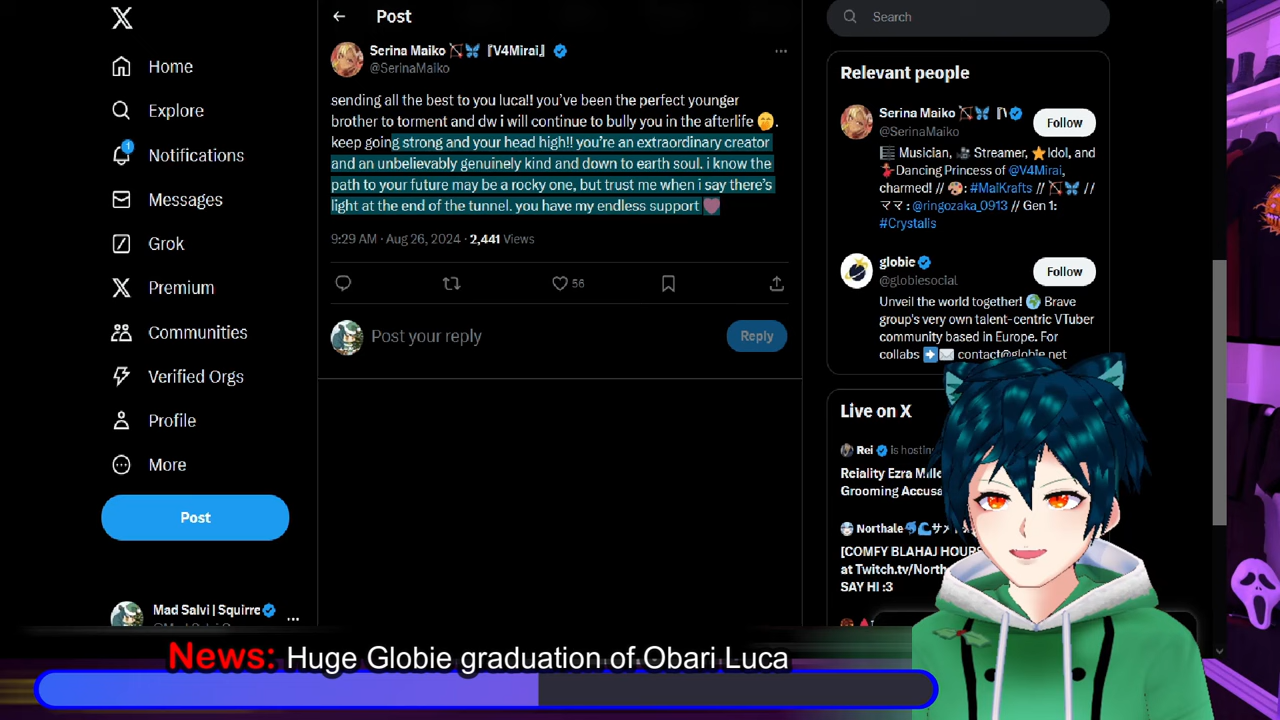 Home
Explore
1
Notifications
Messages
Grok
Premium
Communities
Verified Orgs
Profile
More
Post
Mad Salvi | Squirre
Post
Serina Maiko 🏹🦋 『V4Mirai』
@SerinaMaiko
sending all the best to you luca!! you've been the perfect younger
brother to torment and dw i will continue to bully you in the afterlife 🤭.
keep going strong and your head high!! you're an extraordinary creator
and an unbelievably genuinely kind and down to earth soul. i know the
path to your future may be a rocky one, but trust me when i say there's
light at the end of the tunnel. you have my endless support 💜
9:29 AM · Aug 26, 2024 · 2,441 Views
56
Post your reply
Reply
Search
Relevant people
Serina Maiko 🏹🦋
@SerinaMaiko
Follow
🎼 Musician, 🎥 Streamer, ⭐Idol, and
💃Dancing Princess of @V4Mirai,
charmed! // 🎨: #MaiKrafts // 🏹🦋 //
ママ : @ringozaka_0913 // Gen 1:
#Crystalis
globie
@globiesocial
Follow
Unveil the world together! 🌍 Brave
group's very own talent-centric VTuber
community based in Europe. For
collabs ➡️✉️ contact@globie.net
Live on X
Rei is hosting
Reiality Ezra Mille
Grooming Accusa
Northale🐬🌊サメ
[COMFY BLAHAJ HOURS
at Twitch.tv/North
SAY HI :3
News: Huge Globie graduation of Obari Luca